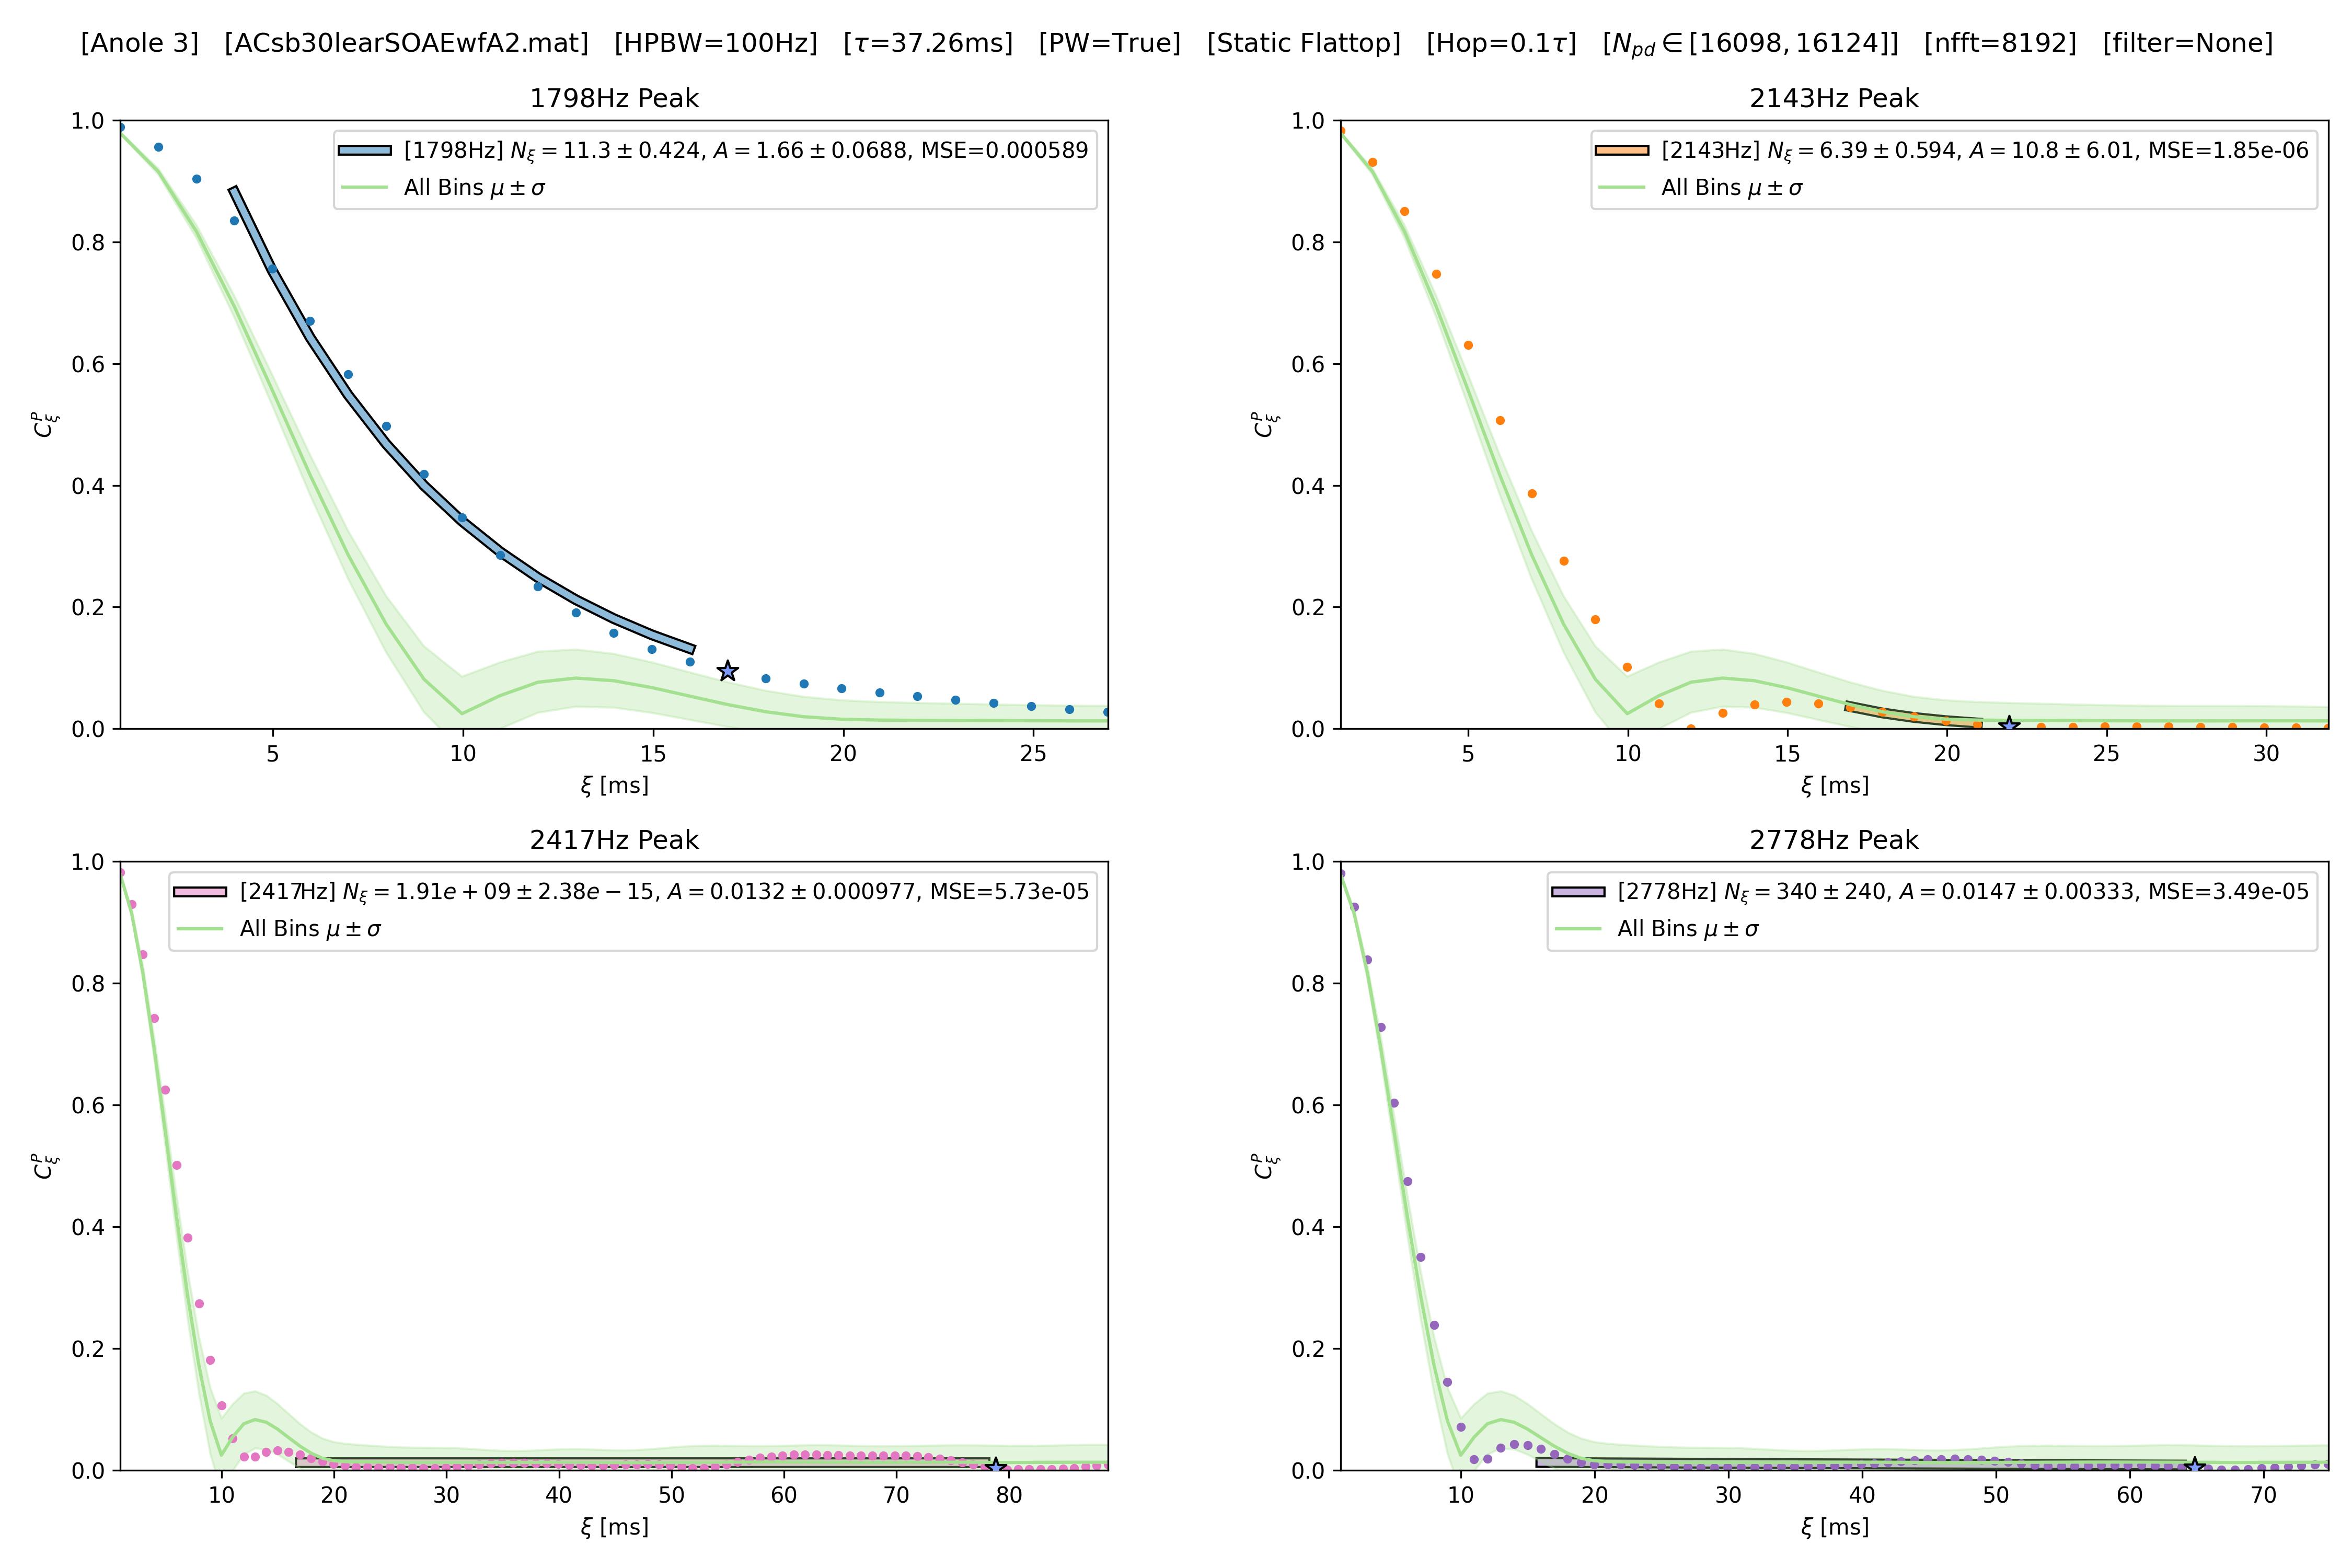 [Anole 3] [ACsb30learSOAEwfA2.mat] [HPBW=100Hz] [τ=37.26ms] [PW=True] [Static Flattop] [Hop=0.1τ] [N_pd ∈ [16098, 16124]] [nfft=8192] [filter=None]
1798Hz Peak
[1798Hz] N_ξ = 11.3 ± 0.424, A = 1.66 ± 0.0688, MSE=0.000589
All Bins μ ± σ
C_ξ^P
1.0
0.8
0.6
0.4
0.2
0.0
5 10 15 20 25
ξ [ms]
2143Hz Peak
[2143Hz] N_ξ = 6.39 ± 0.594, A = 10.8 ± 6.01, MSE=1.85e-06
All Bins μ ± σ
C_ξ^P
1.0
0.8
0.6
0.4
0.2
0.0
5 10 15 20 25 30
ξ [ms]
2417Hz Peak
[2417Hz] N_ξ = 1.91e + 09 ± 2.38e − 15, A = 0.0132 ± 0.000977, MSE=5.73e-05
All Bins μ ± σ
C_ξ^P
1.0
0.8
0.6
0.4
0.2
0.0
10 20 30 40 50 60 70 80
ξ [ms]
2778Hz Peak
[2778Hz] N_ξ = 340 ± 240, A = 0.0147 ± 0.00333, MSE=3.49e-05
All Bins μ ± σ
C_ξ^P
1.0
0.8
0.6
0.4
0.2
0.0
10 20 30 40 50 60 70
ξ [ms]